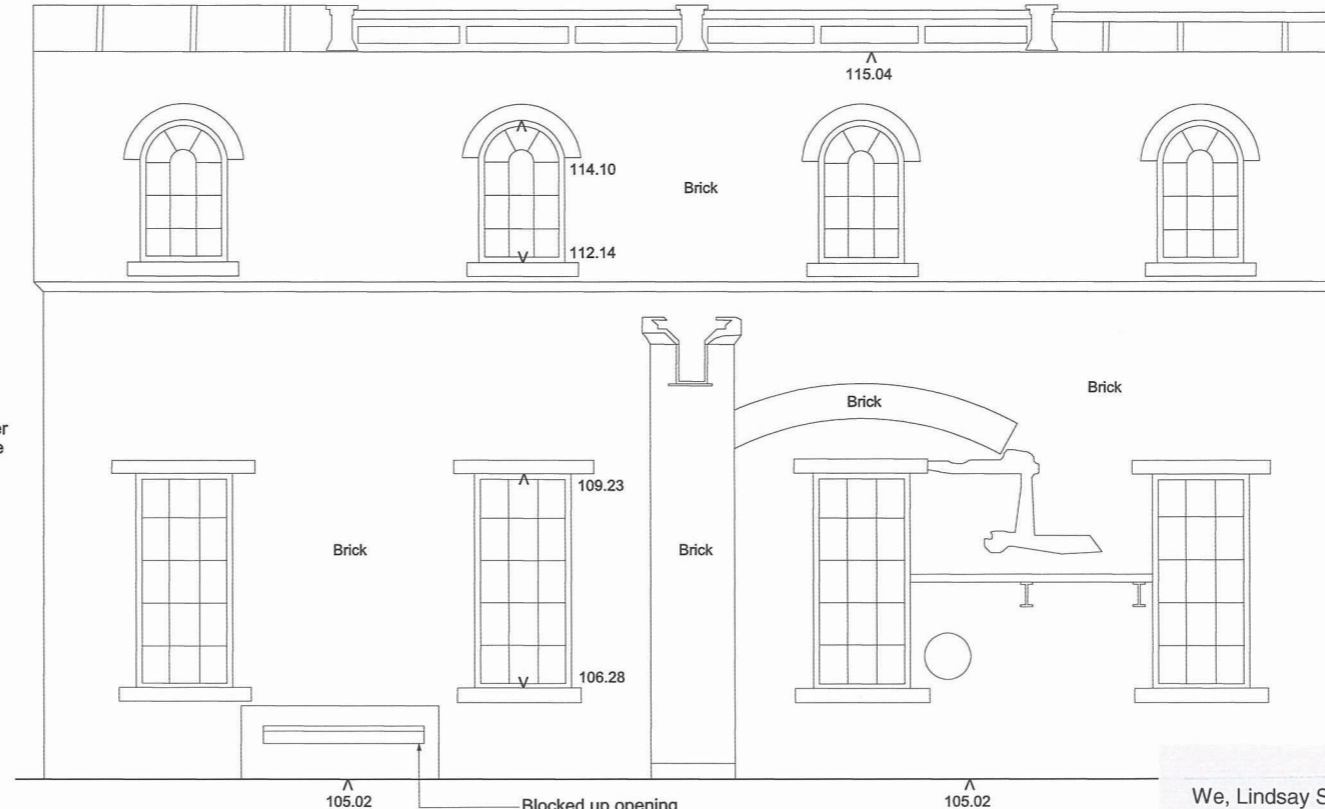 115.04
114.10
Brick
112.14
Brick
Brick
er
e
109.23
Brick
Brick
106.28
105.02
Blocked up opening
105.02
We, Lindsay S